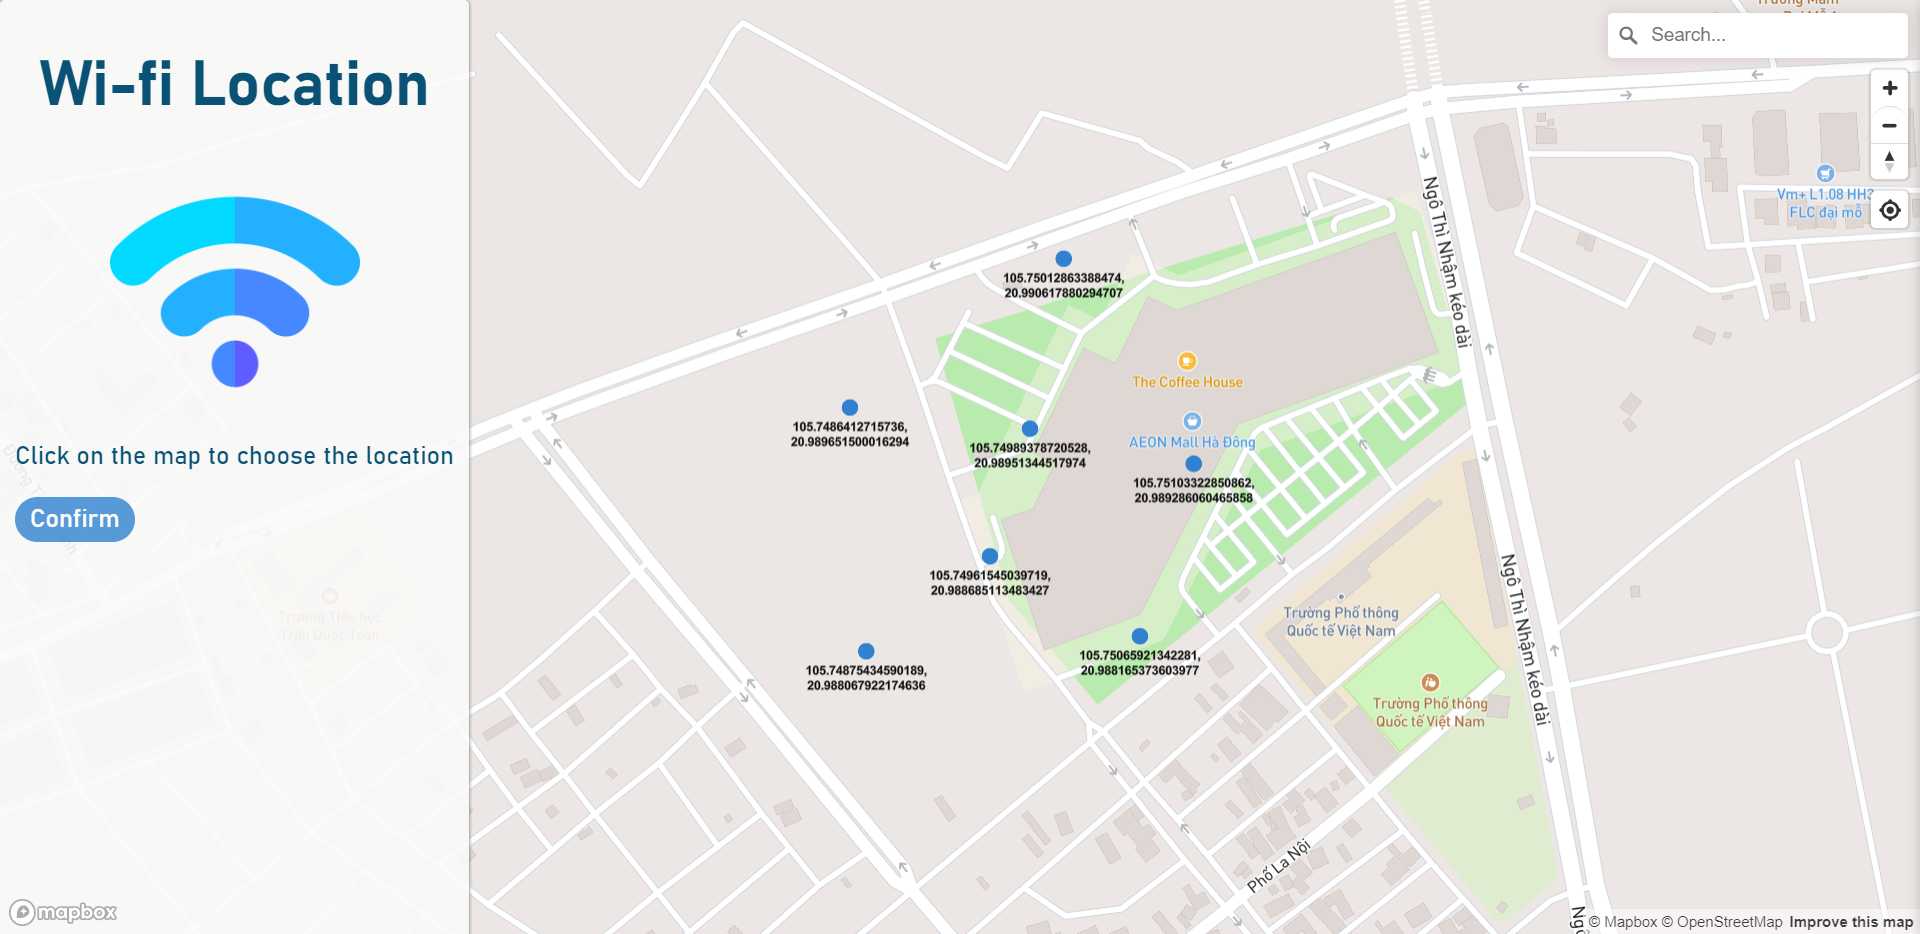 Wi-fi Location
Click on the map to choose the location
Confirm
Trường Tiểu học
Trần Quốc Toản
mapbox
Search...
Ngô Thì Nhậm kéo dài
Vm+ L1.08 HH3
FLC đại mỗ
105.75012863388474,
20.990617880294707
The Coffee House
AEON Mall Hà Đông
105.7486412715736,
20.989651500016294
105.74989378720528,
20.98951344517974
105.75103322850862,
20.989286060465858
105.74961545039719,
20.988685113483427
105.74875434590189,
20.988067922174636
105.75065921342281,
20.988165373603977
Trường Phổ thông
Quốc tế Việt Nam
Trường Phổ thông
Quốc tế Việt Nam
Ngô Thì Nhậm kéo dài
Phố La Nội
© Mapbox © OpenStreetMap Improve this map